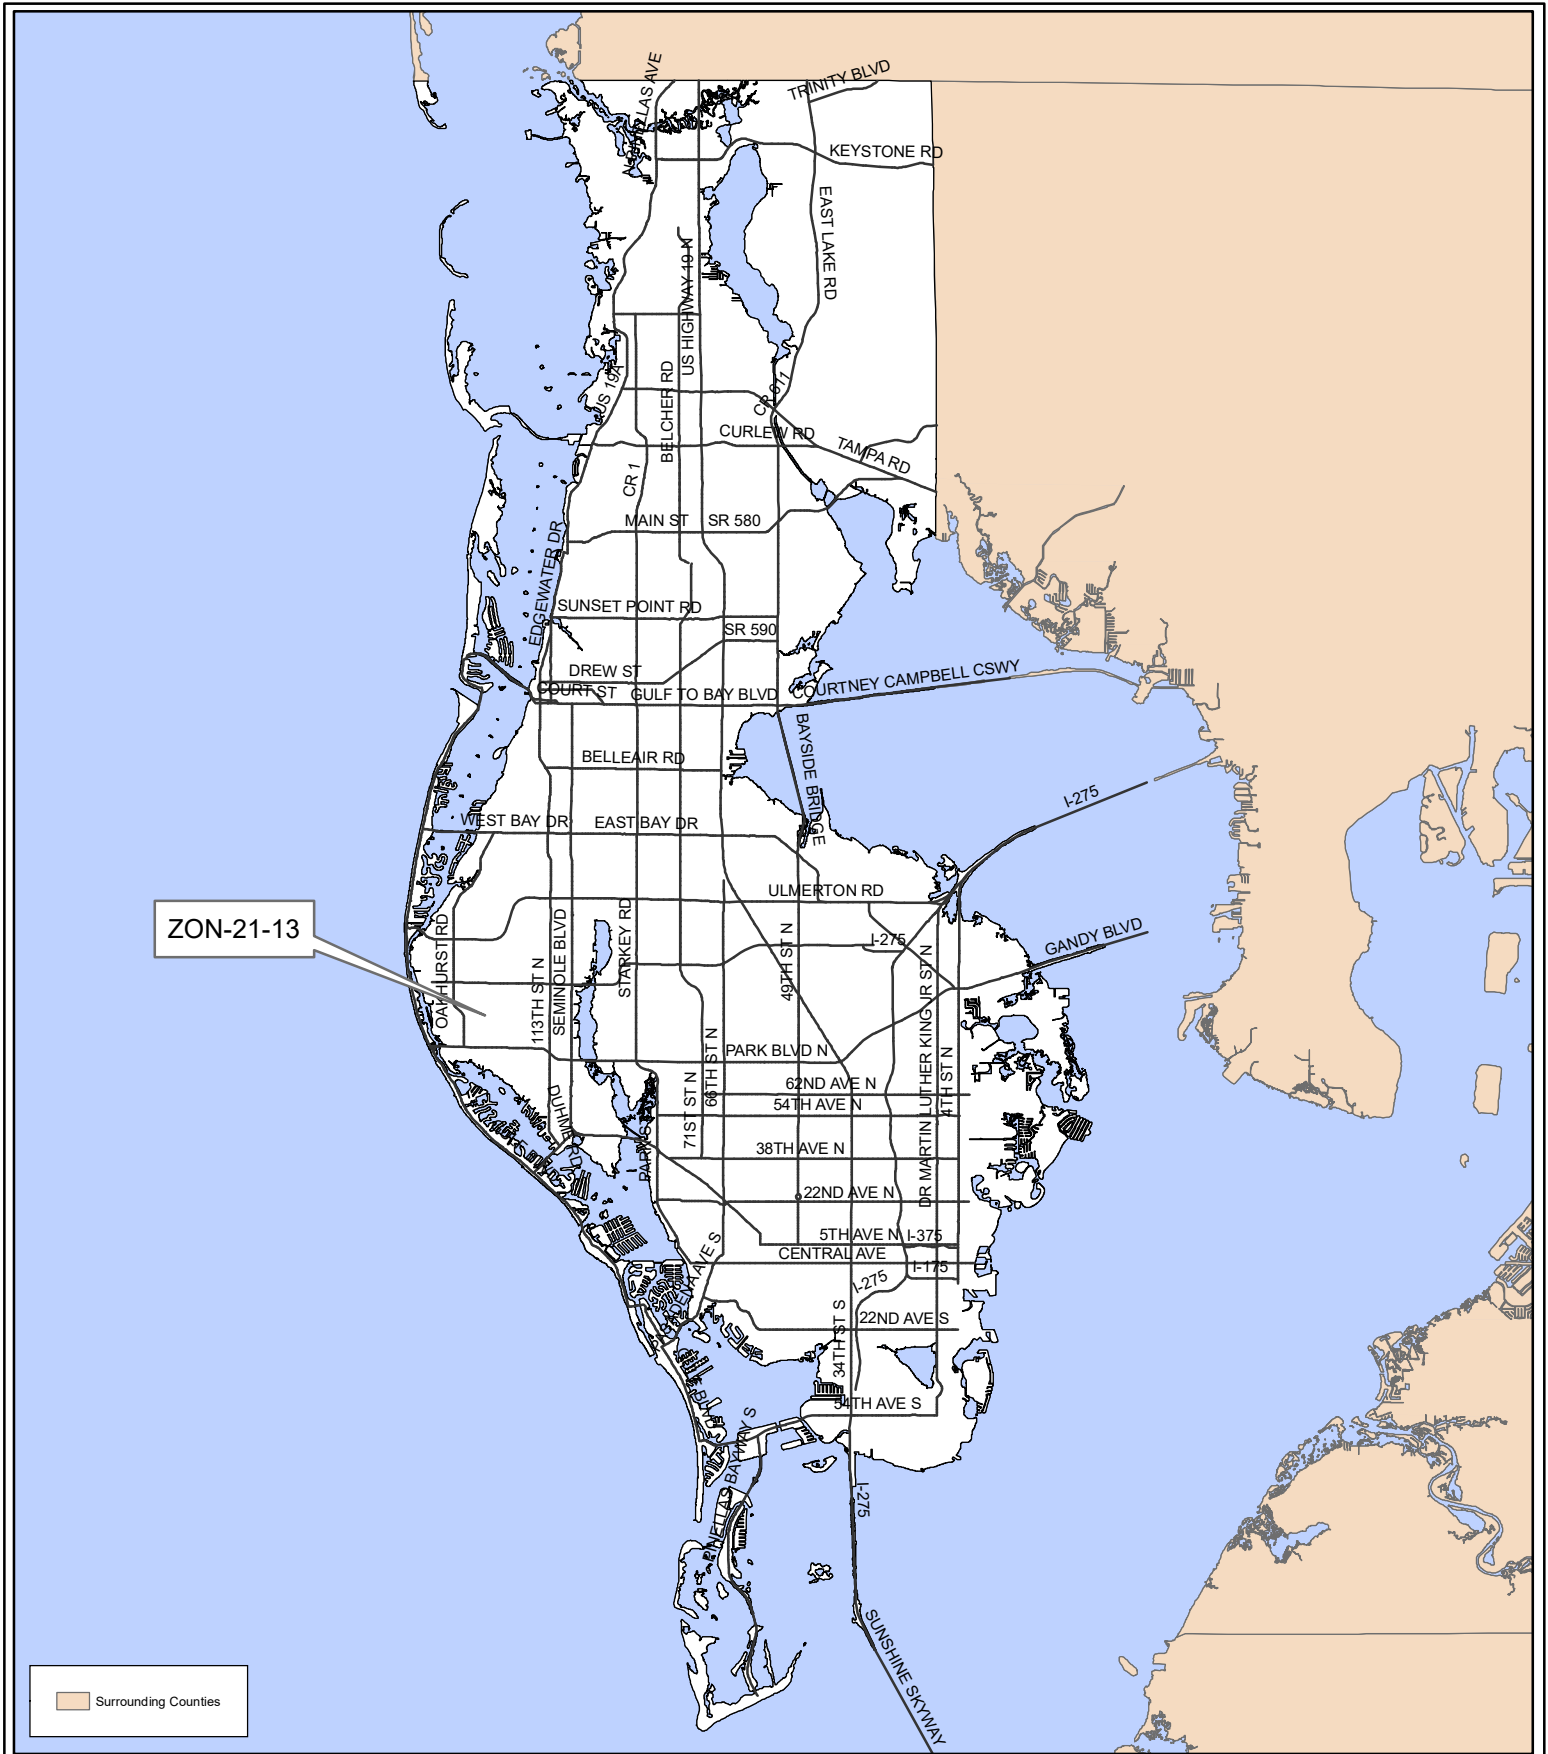 TRINITY BLVD
KEYSTONE RD
EAST LAKE RD
US HIGHWAY 19 N
US 19A
BELCHER RD
CR 611
CURLEW RD
TAMPA RD
CR 1
MAIN ST
SR 580
EDGEWATER DR
SUNSET POINT RD
SR 590
DREW ST
COURT ST
GULF TO BAY BLVD
COURTNEY CAMPBELL CSWY
BAYSIDE BRIDGE
BELLEAIR RD
I-275
WEST BAY DR
EAST BAY DR
ULMERTON RD
ZON-21-13
OAKHURST RD
113TH ST N
SEMINOLE BLVD
STARKEY RD
49TH ST N
I-275
DR MARTIN LUTHER KING JR ST N
GANDY BLVD
PARK BLVD N
71ST ST N
66TH ST N
62ND AVE N
54TH AVE N
4TH ST N
DUHME RD
38TH AVE N
22ND AVE N
5TH AVE N
I-375
CENTRAL AVE
I-175
I-275
34TH ST S
22ND AVE S
54TH AVE S
PINELLAS BAYWAY S
I-275
SUNSHINE SKYWAY
Surrounding Counties